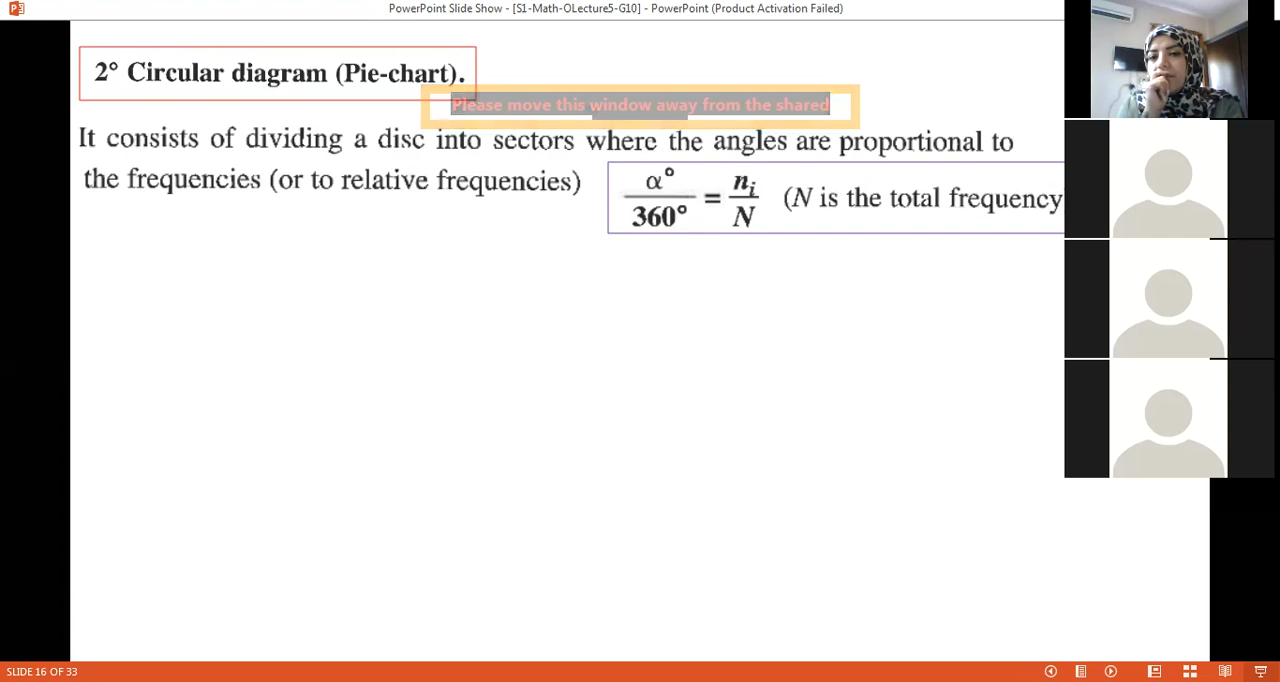 PowerPoint Slide Show - [S1-Math-OLecture5-G10] - PowerPoint (Product Activation Failed)
2° Circular diagram (Pie-chart).
Please move this window away from the shared
It consists of dividing a disc into sectors where the angles are proportional to
the frequencies (or to relative frequencies)
α°/360° = nᵢ/N (N is the total frequency
SLIDE 16 OF 33